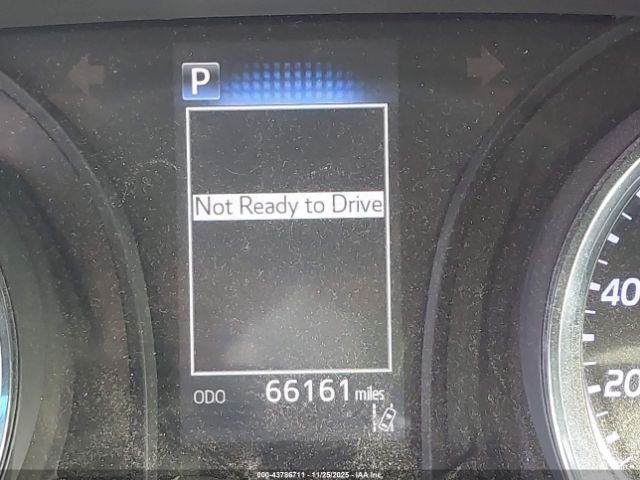 P
Not Ready to Drive
40
20
ODO 66161 miles
000-43786711 - 11/25/2025 - IAA Inc.